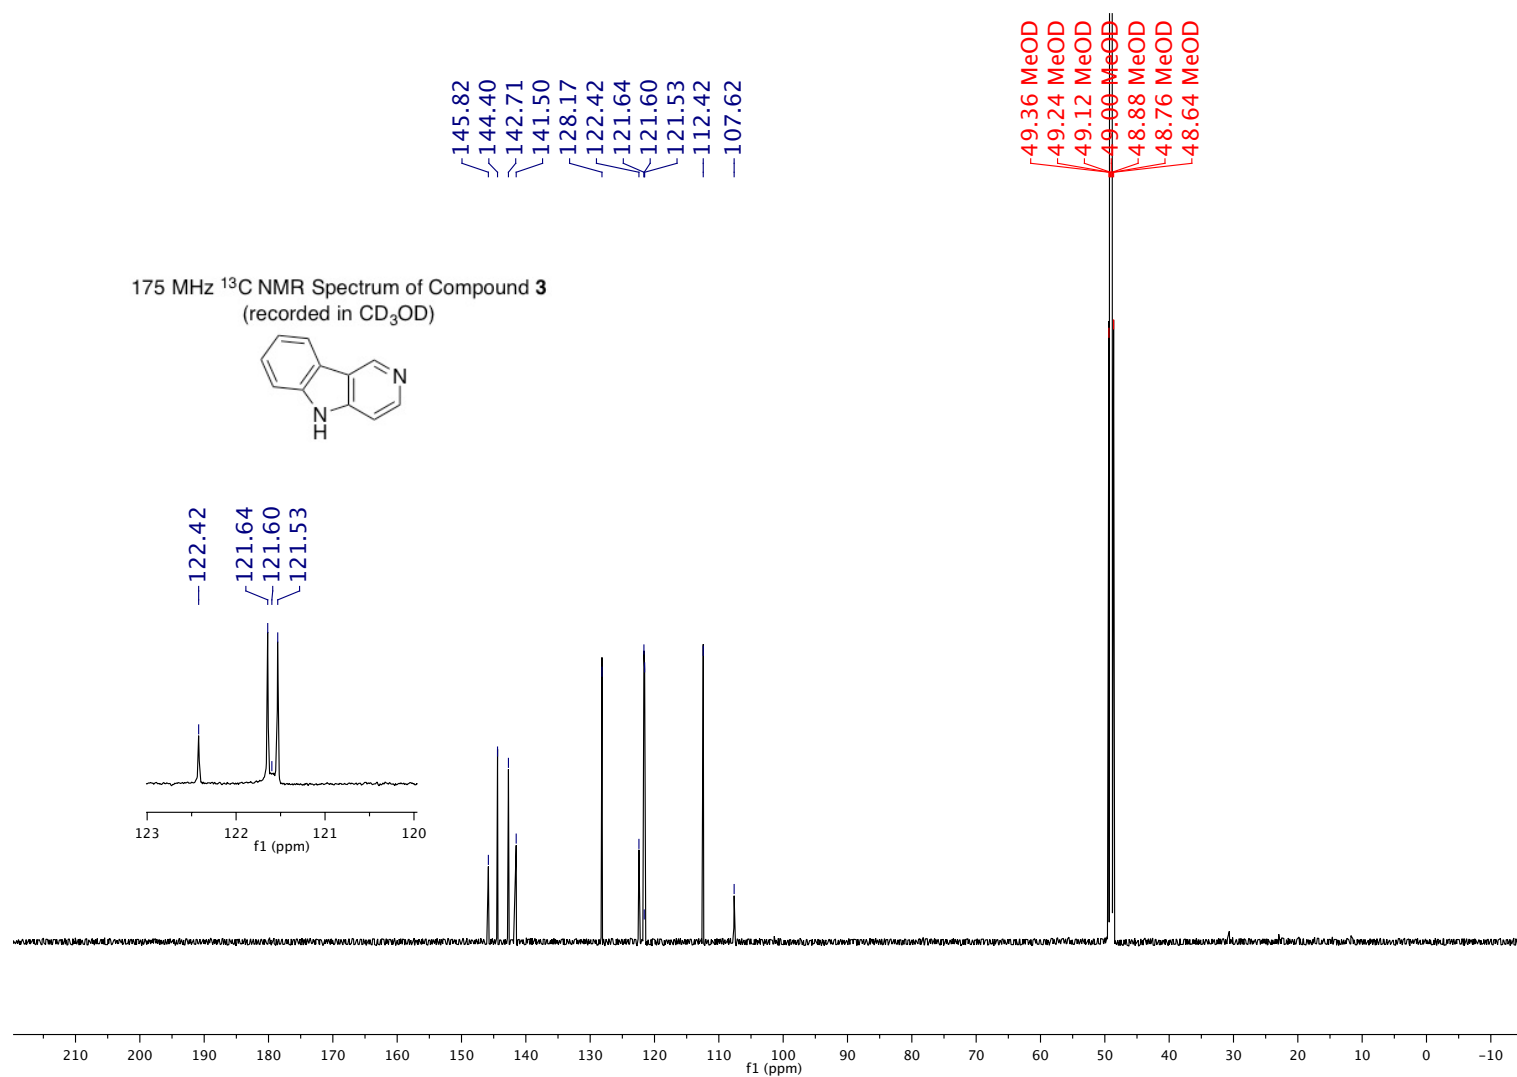 145.82
144.40
142.71
141.50
128.17
122.42
121.64
121.60
121.53
112.42
107.62
49.36 MeOD
49.24 MeOD
49.12 MeOD
49.00 MeOD
48.88 MeOD
48.76 MeOD
48.64 MeOD
175 MHz ¹³C NMR Spectrum of Compound 3
(recorded in CD₃OD)
N
N
H
122.42
121.64
121.60
121.53
123 122 121 120
f1 (ppm)
210 200 190 180 170 160 150 140 130 120 110 100 90 80 70 60 50 40 30 20 10 0 -10
f1 (ppm)